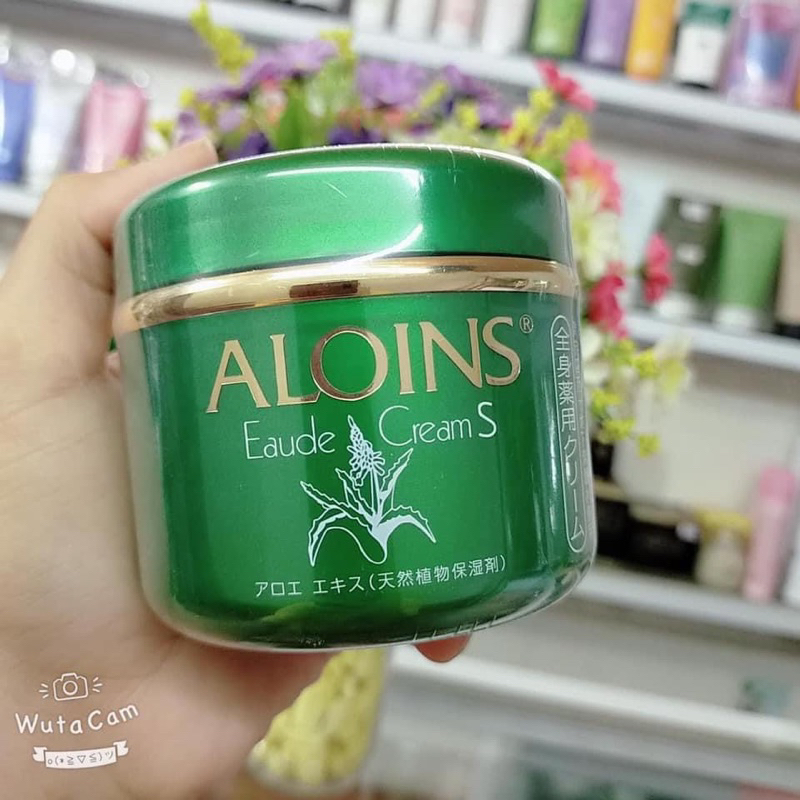 ALOINS®
Eaude Cream S
アロエ エキス(天然植物保湿剤)
全身薬用クリーム
WutaCam